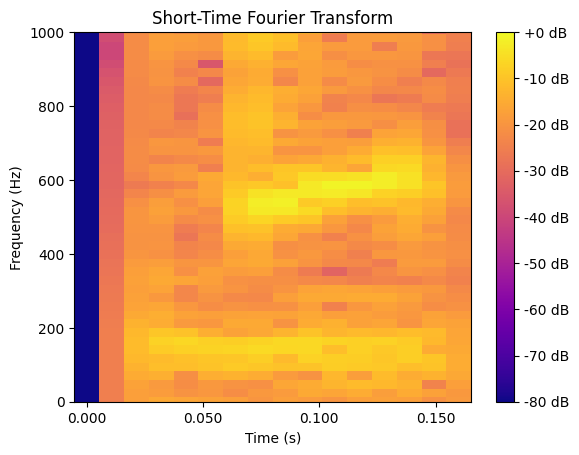 Short-Time Fourier Transform
1000
800
600
400
200
0
Frequency (Hz)
0.000
0.050
0.100
0.150
Time (s)
+0 dB
-10 dB
-20 dB
-30 dB
-40 dB
-50 dB
-60 dB
-70 dB
-80 dB